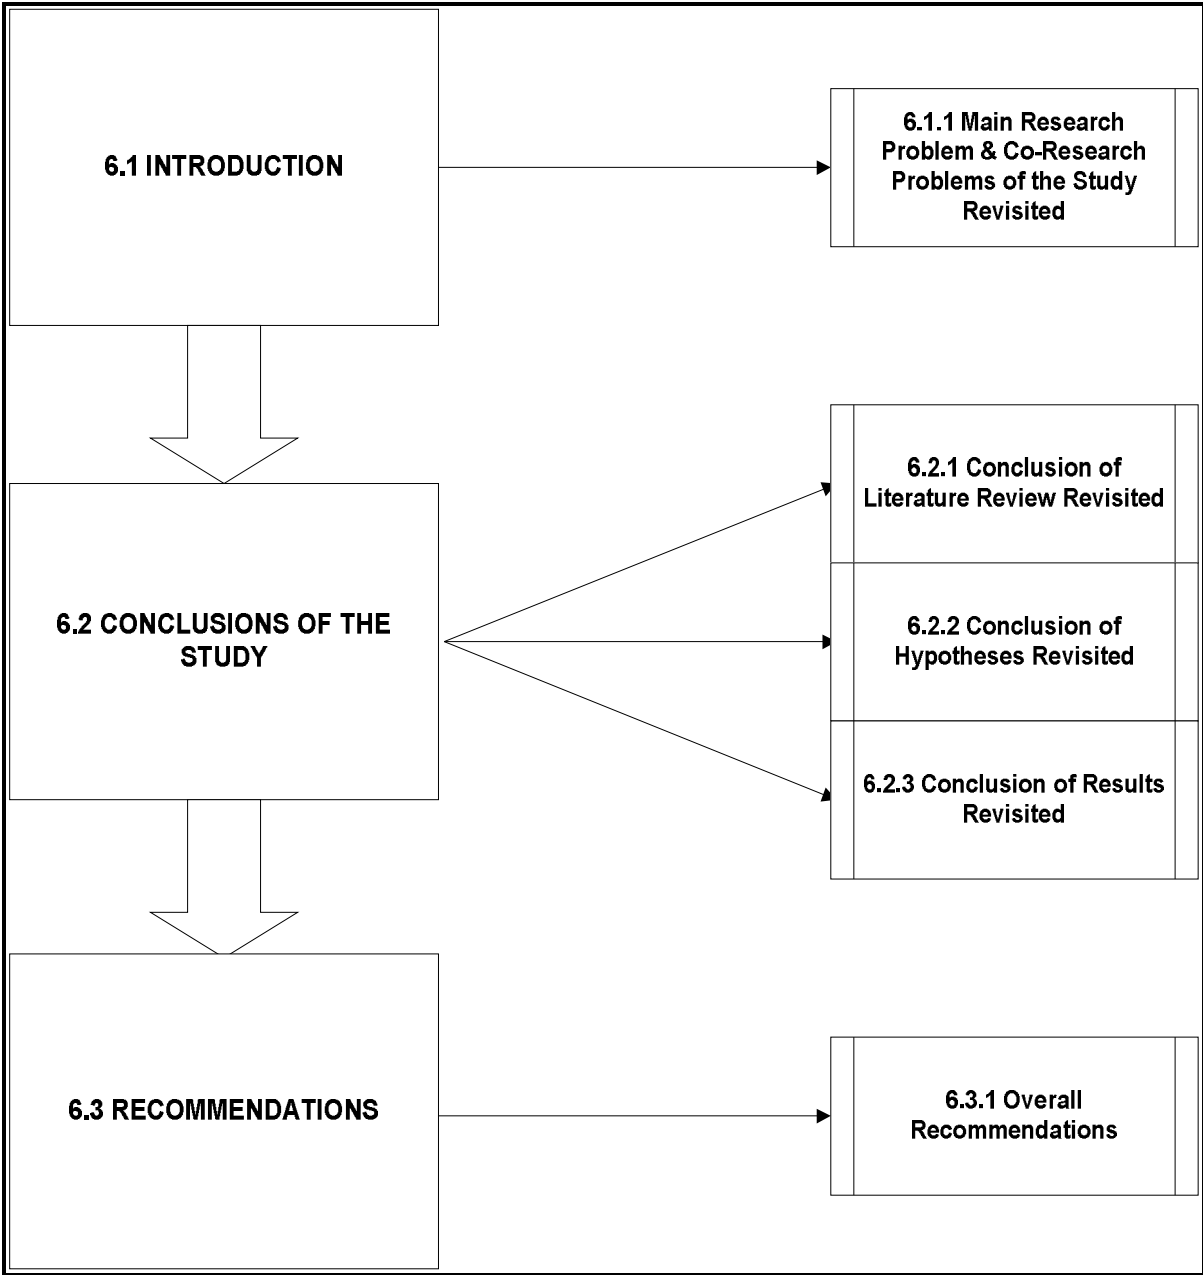 6.1 INTRODUCTION
6.1.1 Main Research
Problem & Co-Research
Problems of the Study
Revisited
6.2 CONCLUSIONS OF THE
STUDY
6.2.1 Conclusion of
Literature Review Revisited
6.2.2 Conclusion of
Hypotheses Revisited
6.2.3 Conclusion of Results
Revisited
6.3 RECOMMENDATIONS
6.3.1 Overall
Recommendations